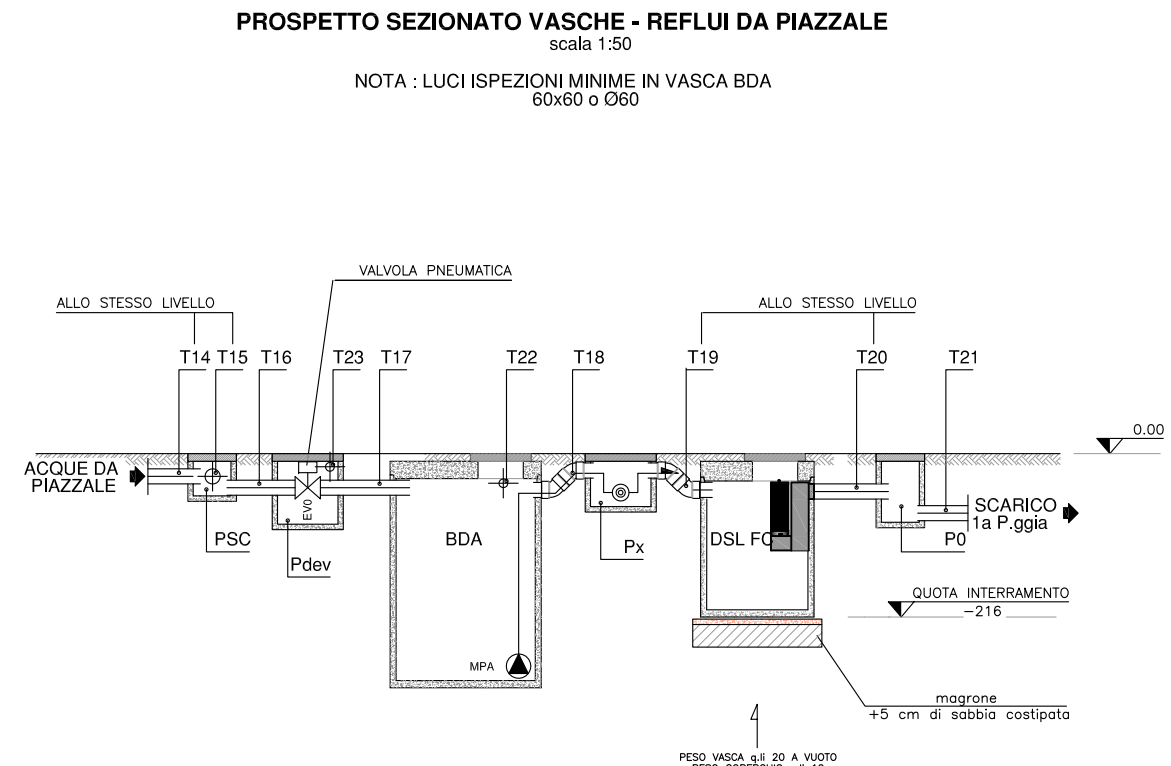 PROSPETTO SEZIONATO VASCHE - REFLUI DA PIAZZALE
scala 1:50
NOTA : LUCI ISPEZIONI MINIME IN VASCA BDA
60x60 o Ø60
VALVOLA PNEUMATICA
ALLO STESSO LIVELLO
ALLO STESSO LIVELLO
T14 T15 T16 T23 T17 T22 T18 T19 T20 T21
0.00
ACQUE DA
PIAZZALE
EV0
SCARICO
1a P.ggia
PSC
BDA
Px
DSL FC
P0
Pdev
QUOTA INTERRAMENTO
-216
MPA
magrone
+5 cm di sabbia costipata
PESO VASCA q.li 20 A VUOTO